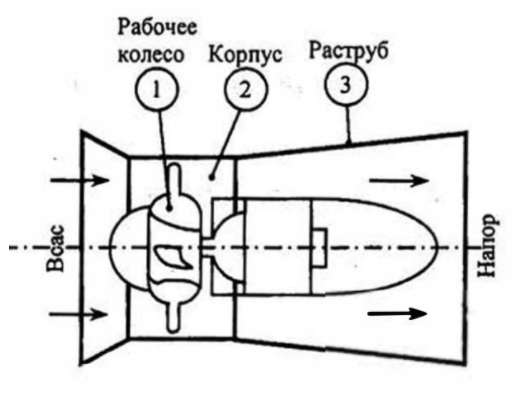 Рабочее
колесо
1
Корпус
2
Раструб
3
Всас
Напор